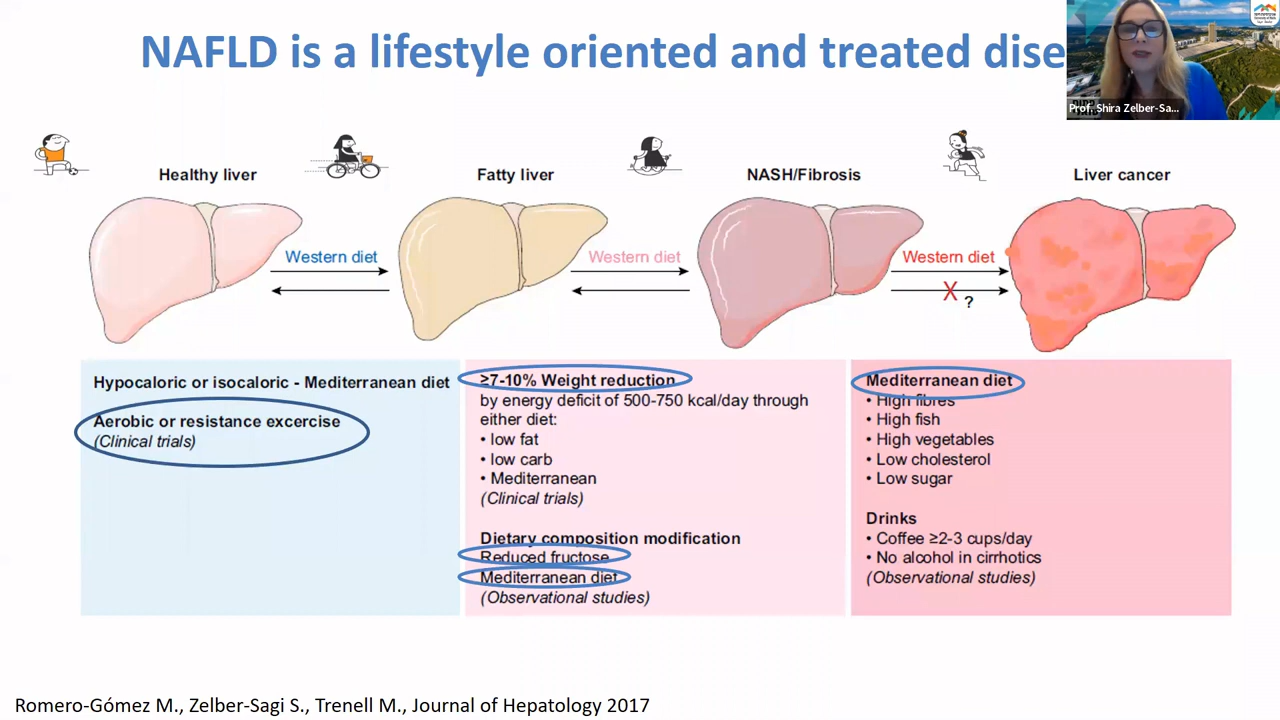 NAFLD is a lifestyle oriented and treated dise
Prof. Shira Zelber-Sa...
Healthy liver
Fatty liver
NASH/Fibrosis
Liver cancer
Western diet
Western diet
Western diet
X ?
Hypocaloric or isocaloric - Mediterranean diet
Aerobic or resistance excercise
(Clinical trials)
≥7-10% Weight reduction
by energy deficit of 500-750 kcal/day through
either diet:
• low fat
• low carb
• Mediterranean
(Clinical trials)
Dietary composition modification
Reduced fructose
Mediterranean diet
(Observational studies)
Mediterranean diet
• High fibres
• High fish
• High vegetables
• Low cholesterol
• Low sugar
Drinks
• Coffee ≥2-3 cups/day
• No alcohol in cirrhotics
(Observational studies)
Romero-Gómez M., Zelber-Sagi S., Trenell M., Journal of Hepatology 2017